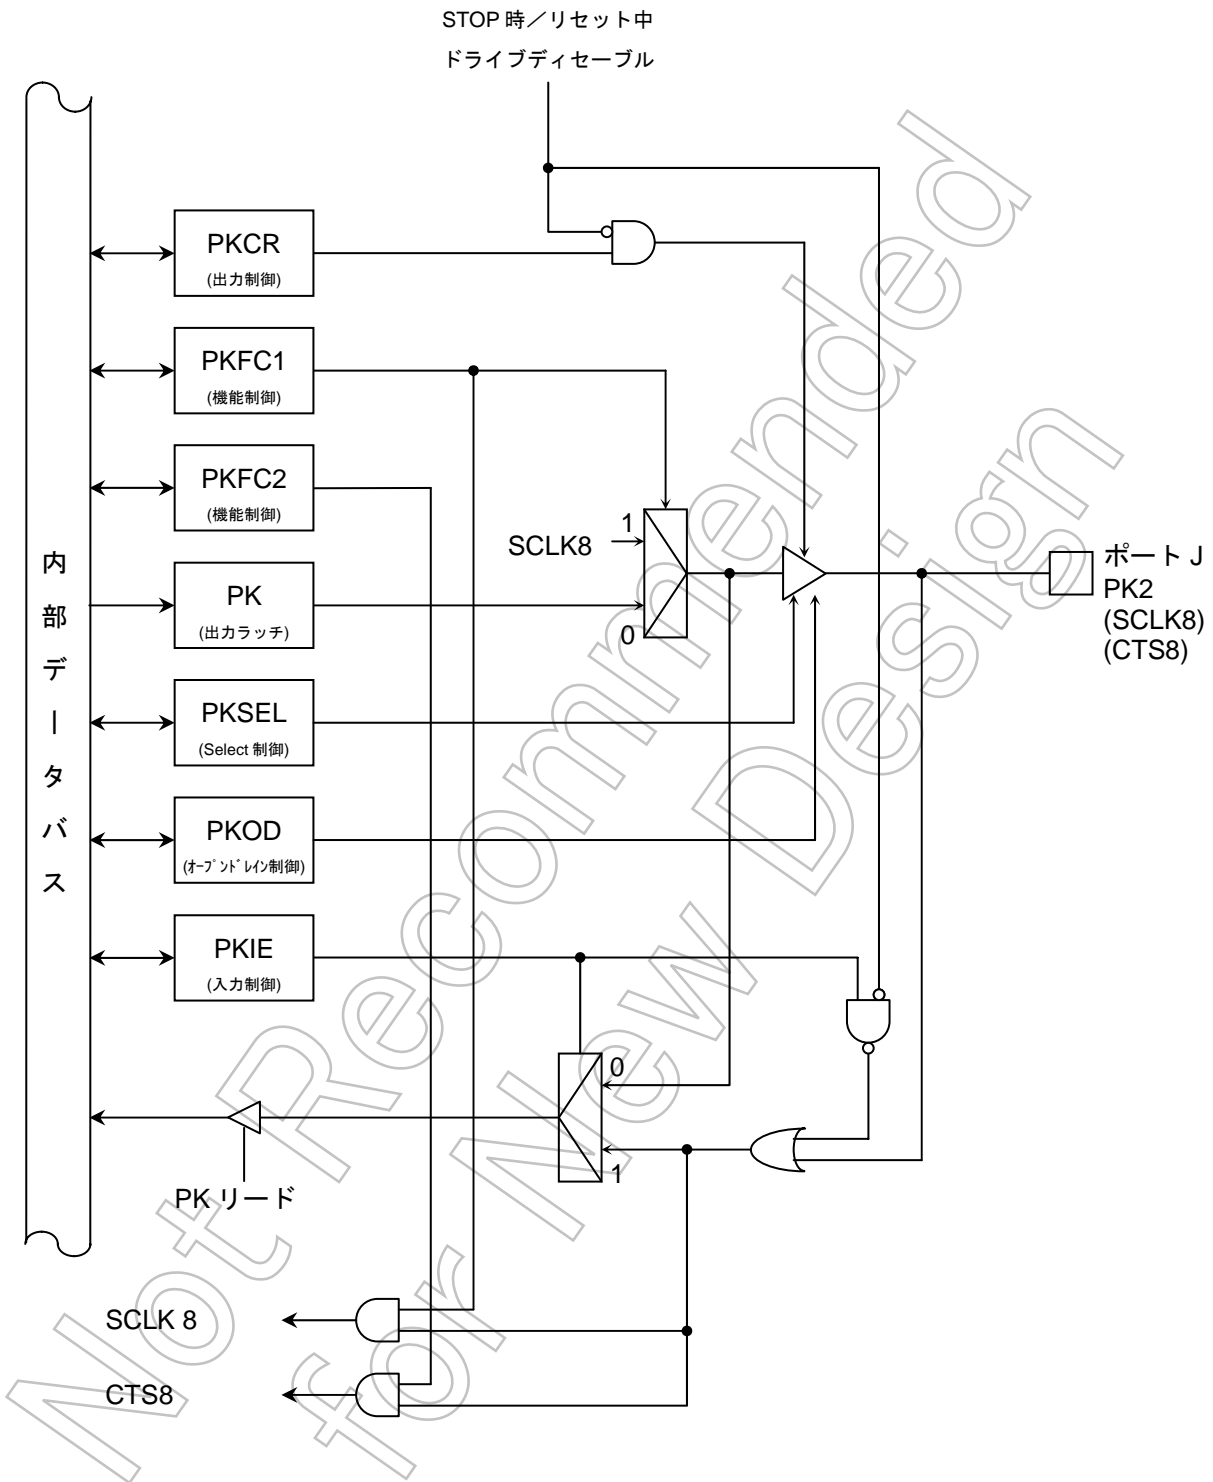 STOP 時／リセット中
ドライブディセーブル
内部データバス
PKCR
(出力制御)
PKFC1
(機能制御)
PKFC2
(機能制御)
PK
(出力ラッチ)
PKSEL
(Select 制御)
PKOD
(ｵｰﾌﾟﾝﾄﾞﾚｲﾝ制御)
PKIE
(入力制御)
SCLK8
1
0
ポート J
PK2
(SCLK8)
(CTS8)
0
1
PK リード
SCLK 8
CTS8
Not Recommended
for New Design